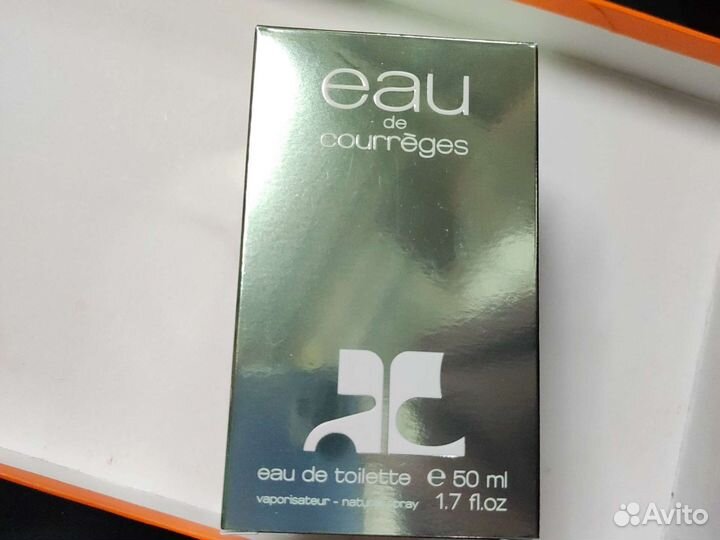 eau
de
courrèges
eau de toilette e 50 ml
vaporisateur - natural spray 1.7 fl.oz
Avito